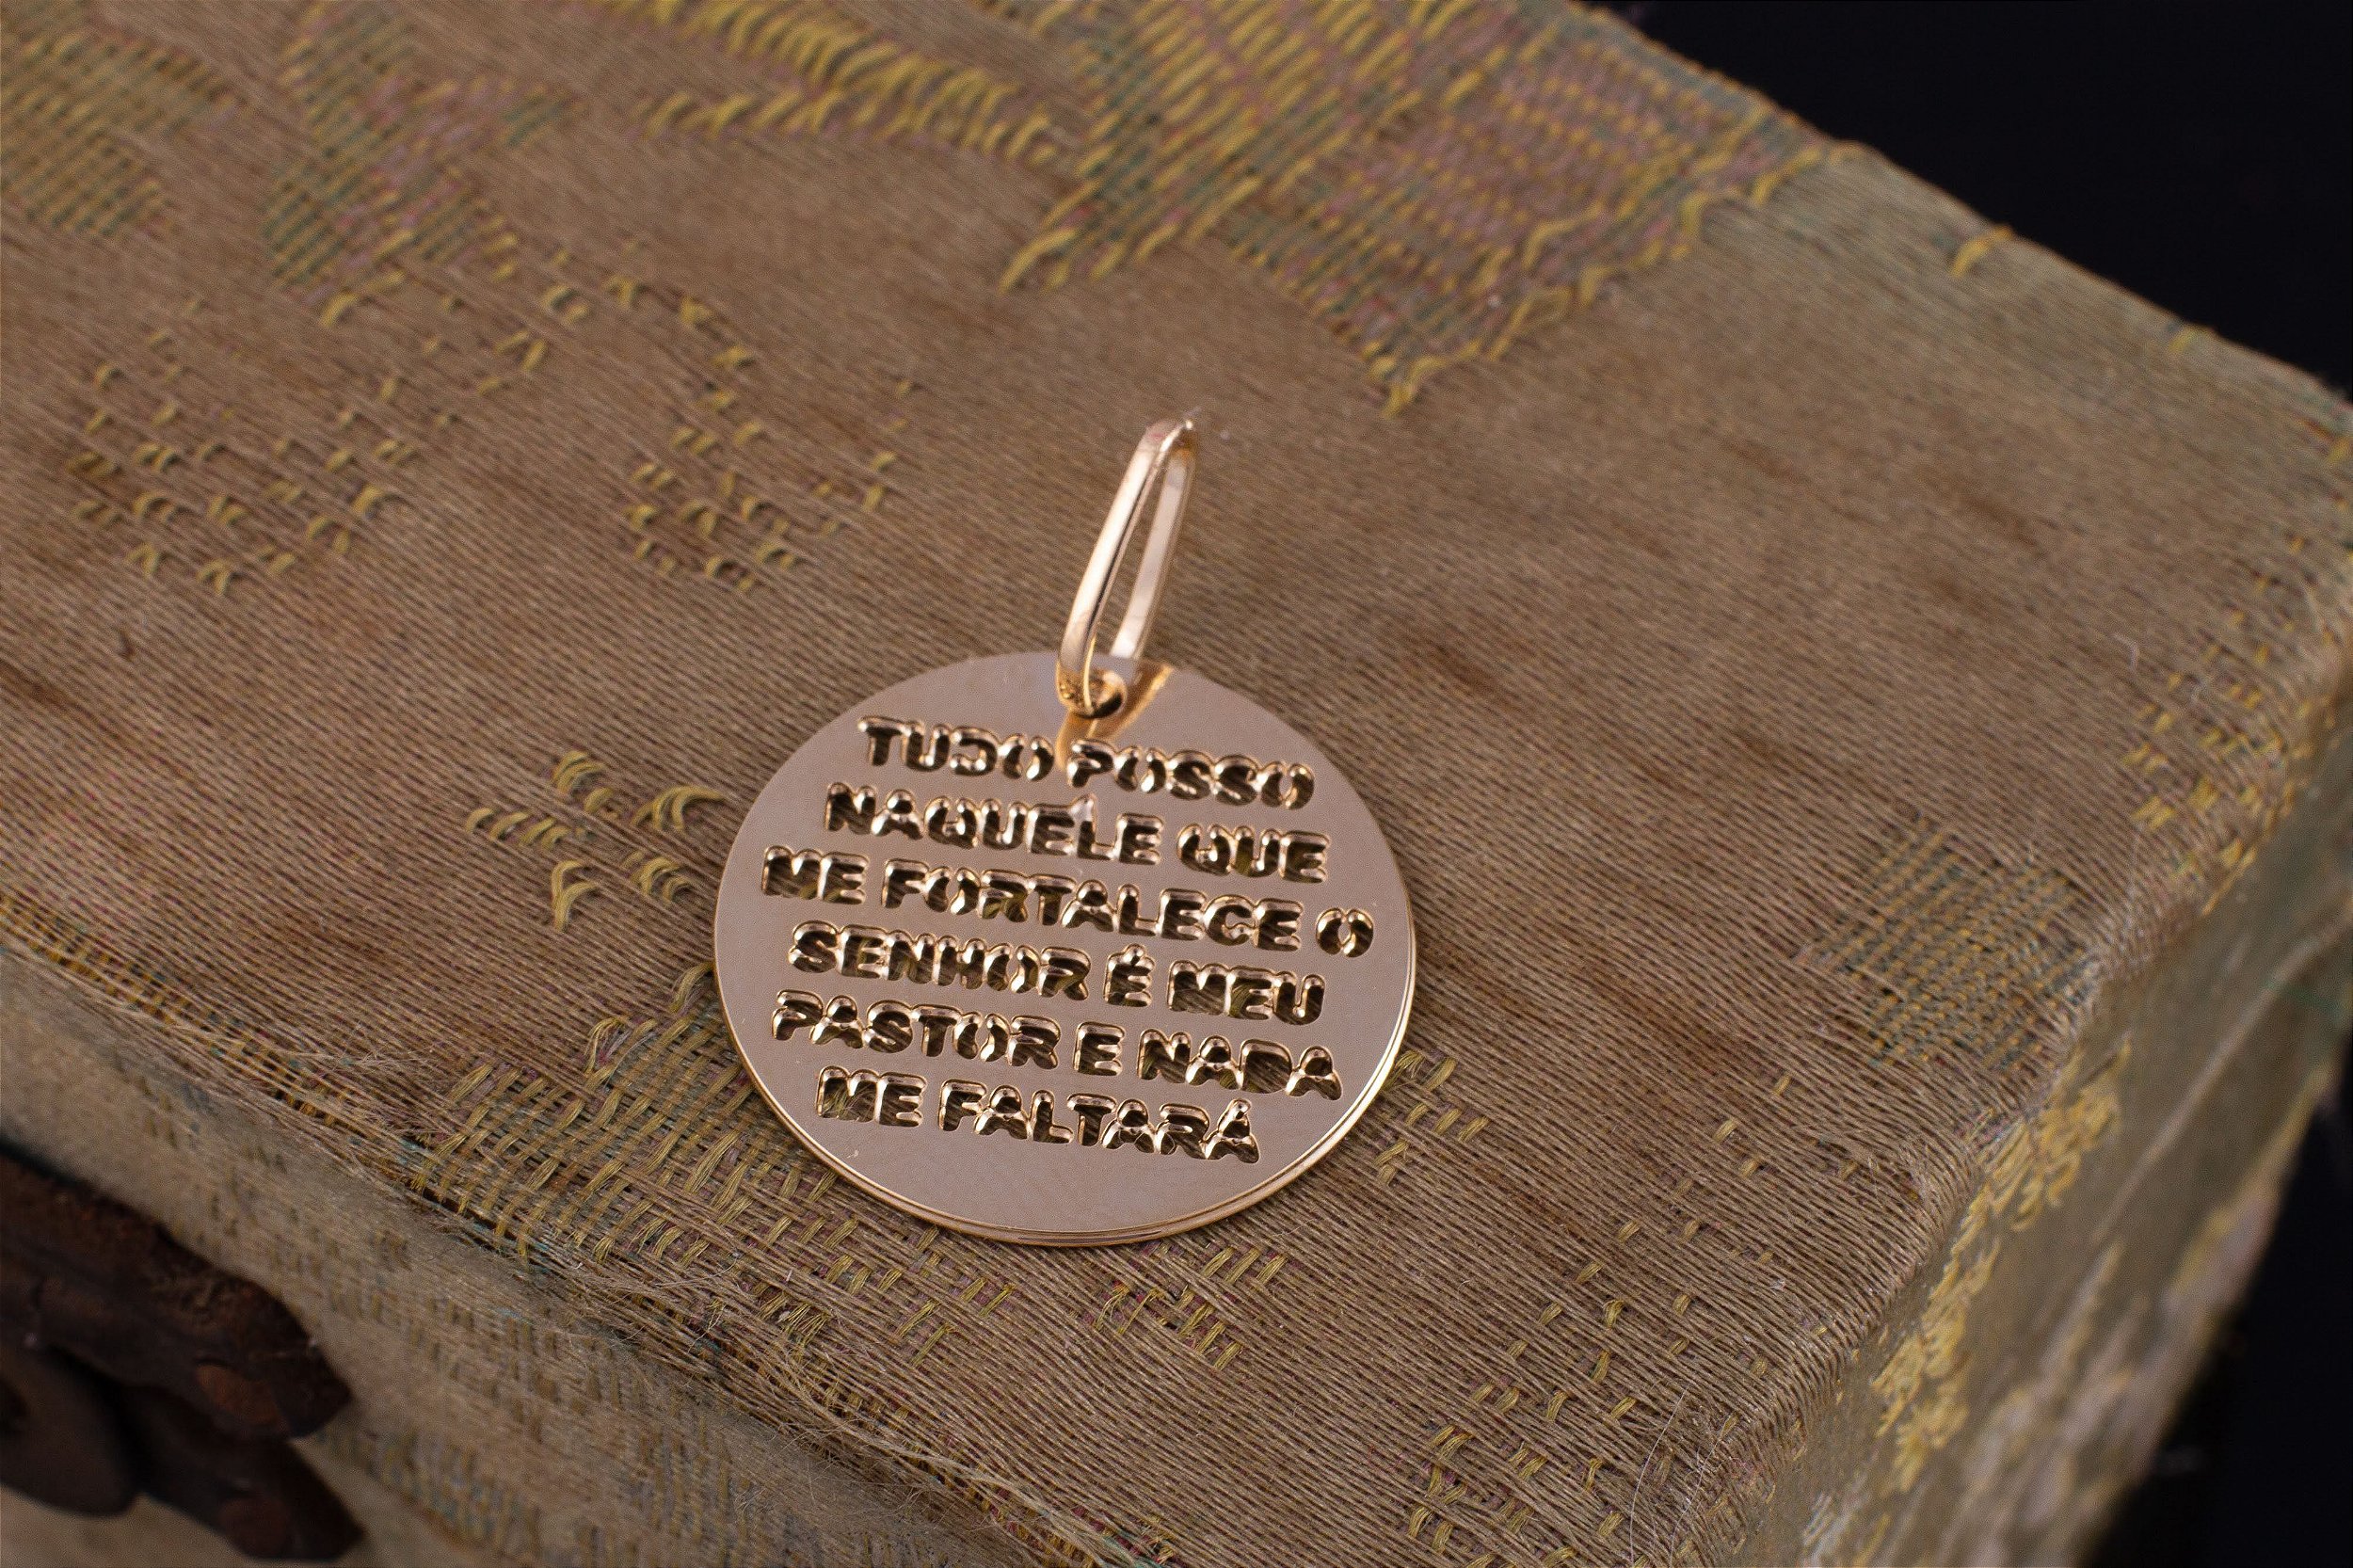 TUDO POSSO
NAQUELE QUE
ME FORTALECE O
SENHOR É MEU
PASTOR E NADA
ME FALTARÁ